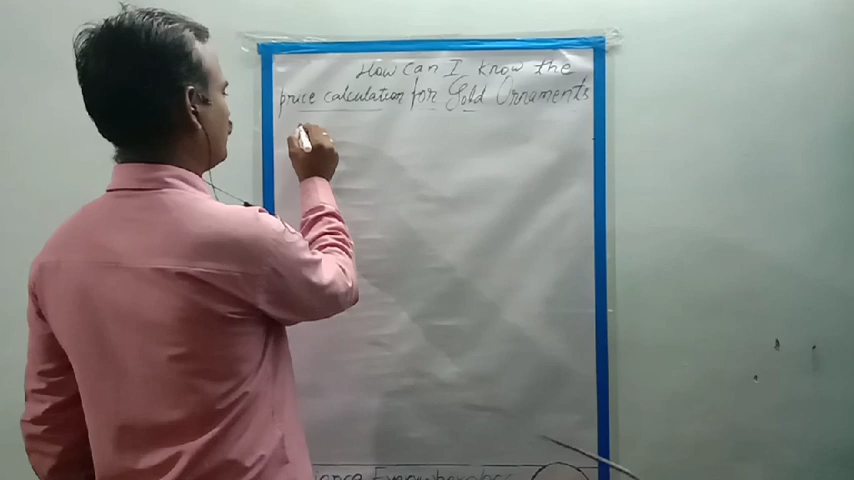 How can I know the
price calculation for Gold Ornaments